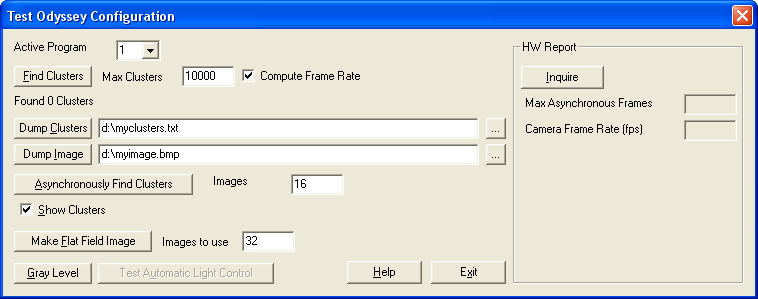 Test Odyssey Configuration
Active Program 1
HW Report
Find Clusters Max Clusters 10000 Compute Frame Rate
Inquire
Found 0 Clusters
Max Asynchronous Frames
Dump Clusters d:\myclusters.txt ...
Camera Frame Rate (fps)
Dump Image d:\myimage.bmp ...
Asynchronously Find Clusters Images 16
Show Clusters
Make Flat Field Image Images to use 32
Gray Level Test Automatic Light Control Help Exit